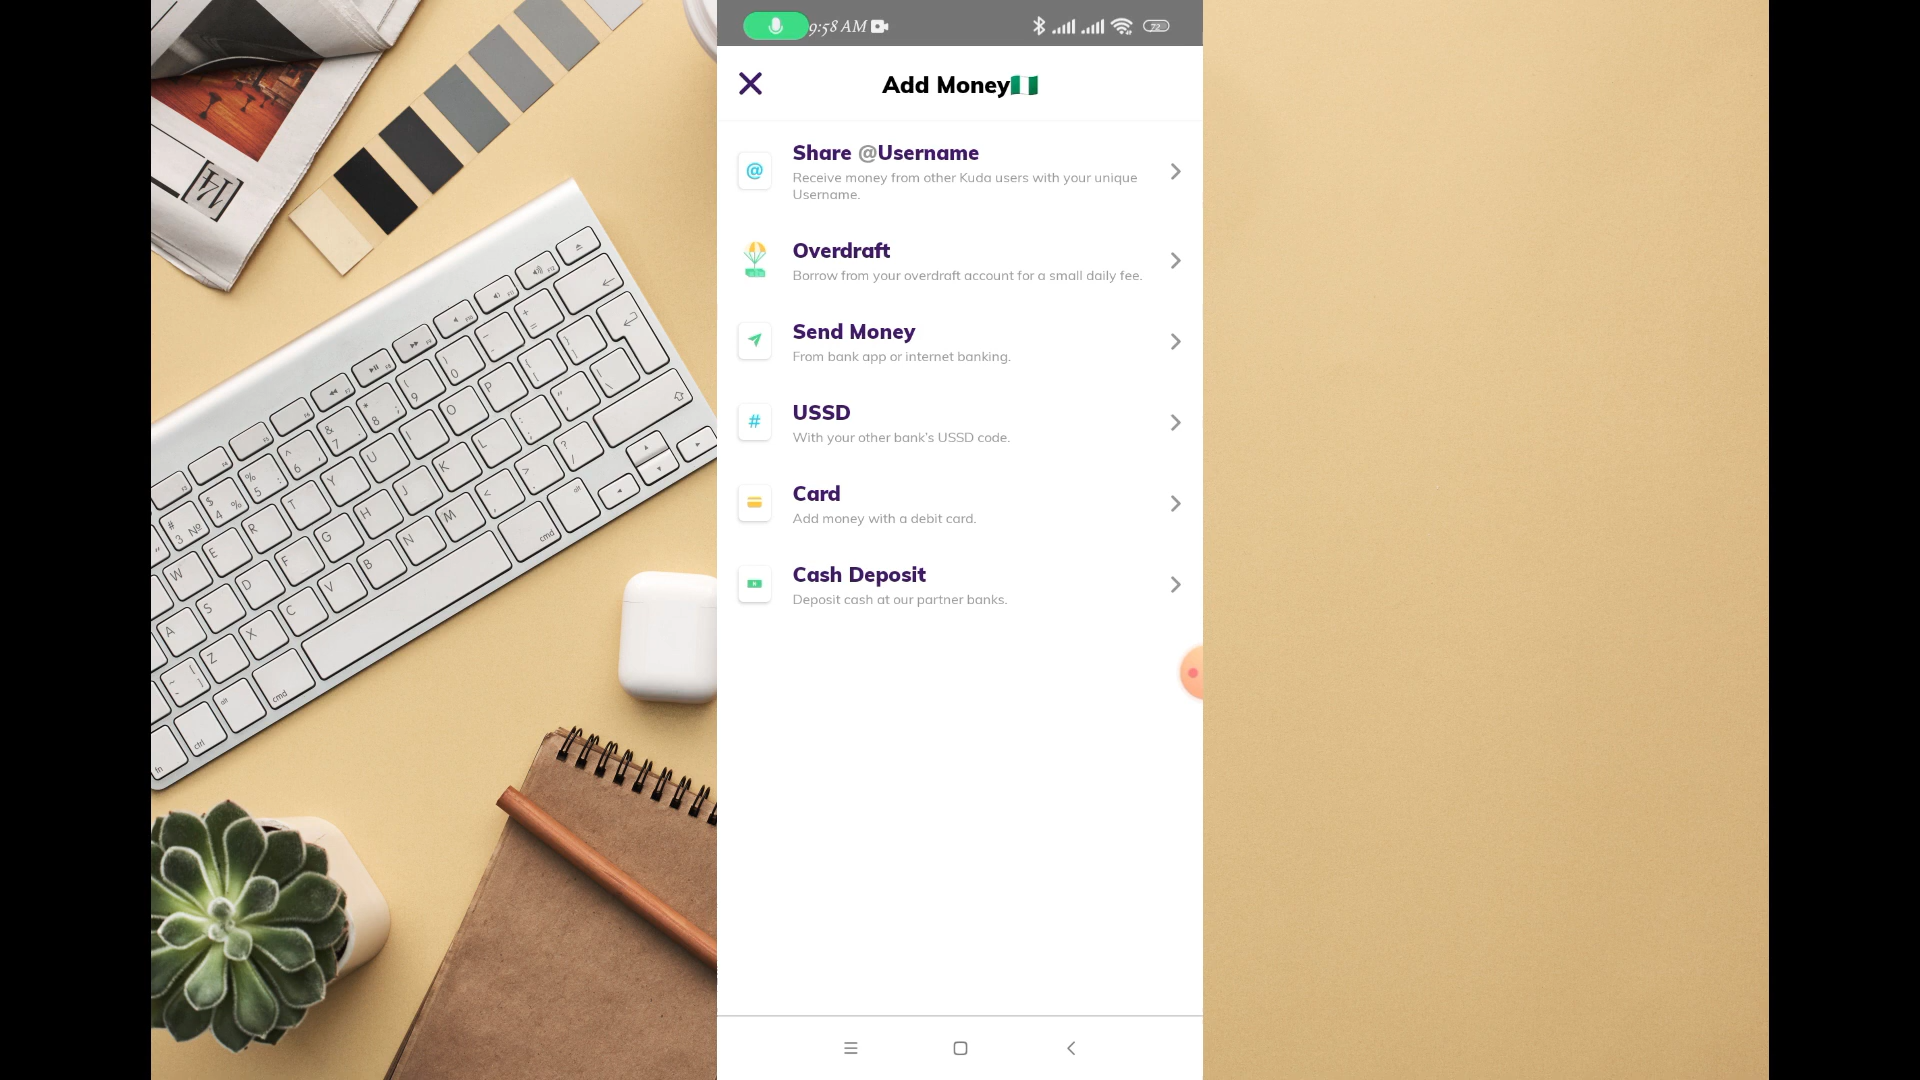 9:58 AM
72
Add Money
Share @Username
Receive money from other Kuda users with your unique
Username.
Overdraft
Borrow from your overdraft account for a small daily fee.
Send Money
From bank app or internet banking.
USSD
With your other bank's USSD code.
Card
Add money with a debit card.
Cash Deposit
Deposit cash at our partner banks.